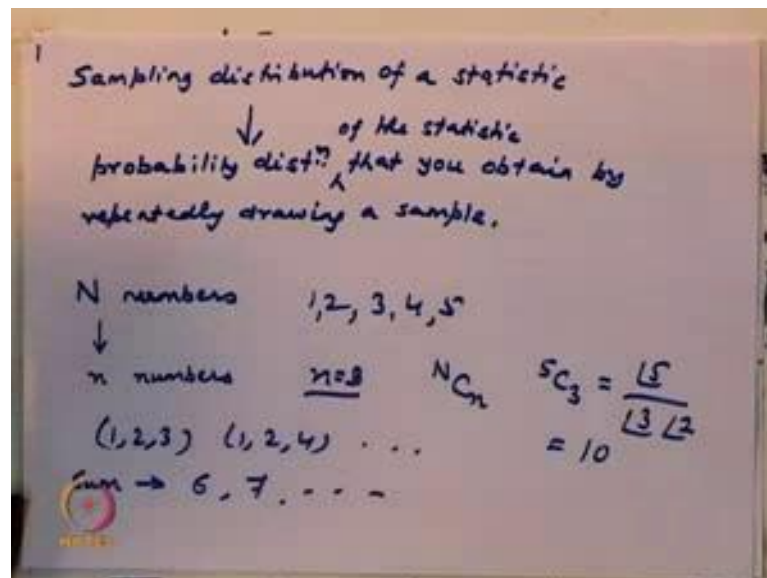 1
Sampling distribution of a statistic
↓ of the statistic
probability distⁿ. ^ that you obtain by
repeatedly drawing a sample.
N numbers 1, 2, 3, 4, 5
↓
n numbers n=3 ᴺCₙ ⁵C₃ = ⌊5 / ⌊3 ⌊2
(1, 2, 3) (1, 2, 4) . . . = 10
Sum → 6, 7, - - - -